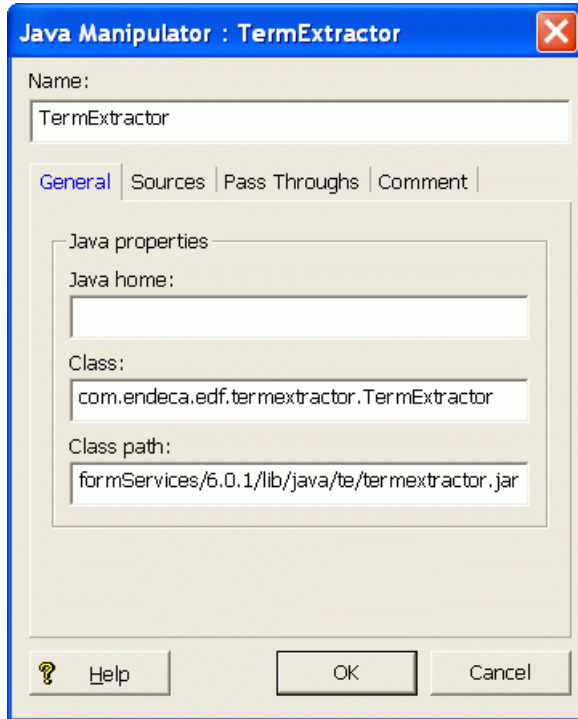 Java Manipulator : TermExtractor
Name:
TermExtractor
General Sources Pass Throughs Comment
Java properties
Java home:
Class:
com.endeca.edf.termextractor.TermExtractor
Class path:
formServices/6.0.1/lib/java/te/termextractor.jar
? Help OK Cancel